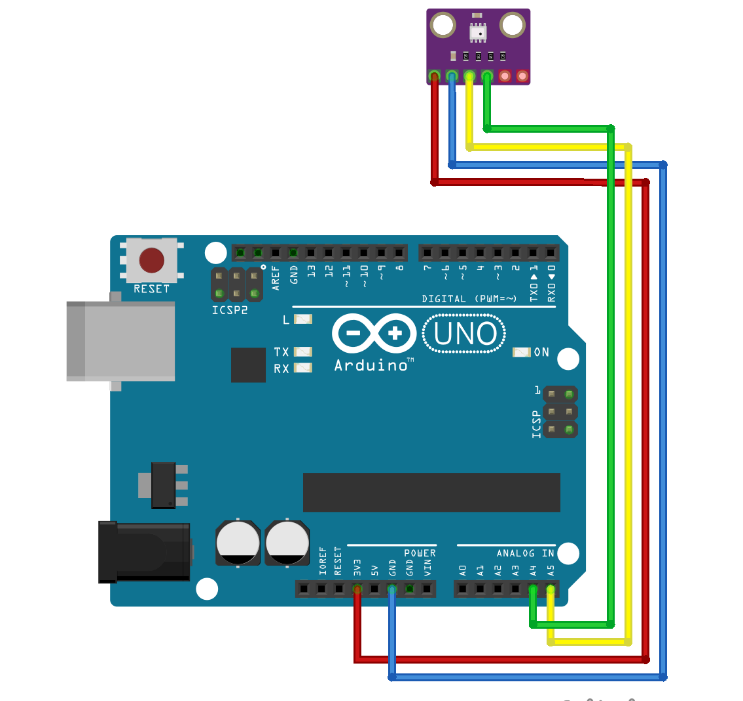 AREF
GND
13
12
~11
~10
~9
8
7
~6
~5
4
~3
2
TXD▲1
RXD◄0
RESET
ICSP2
DIGITAL (PWM=~)
L
UNO
TX
RX
ON
Arduino™
1
ICSP
POWER
ANALOG IN
IOREF
RESET
3V3
5V
GND
GND
VIN
A0
A1
A2
A3
A4
A5